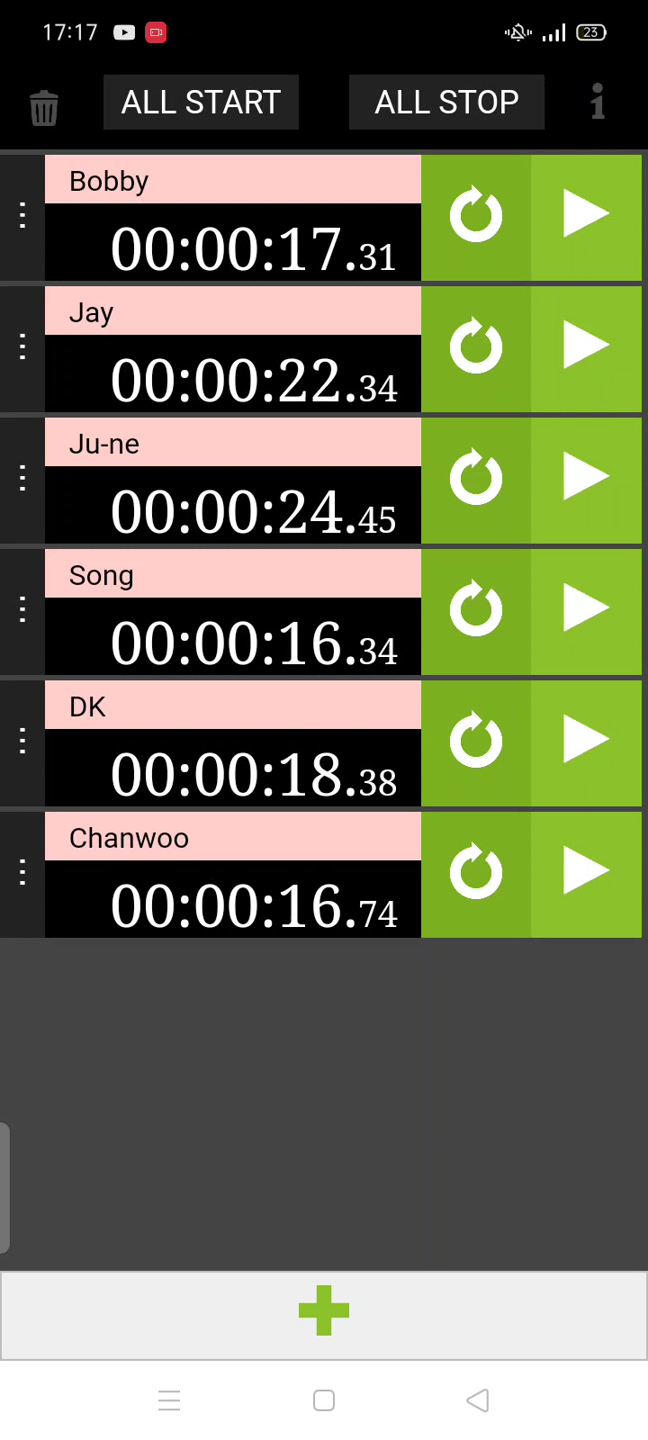 17:17
23
ALL START
ALL STOP
Bobby
00:00:17.31
Jay
00:00:22.34
Ju-ne
00:00:24.45
Song
00:00:16.34
DK
00:00:18.38
Chanwoo
00:00:16.74